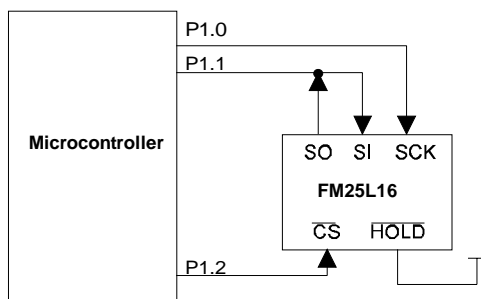 P1.0
P1.1
Microcontroller
SO SI SCK
FM25L16
CS HOLD
P1.2